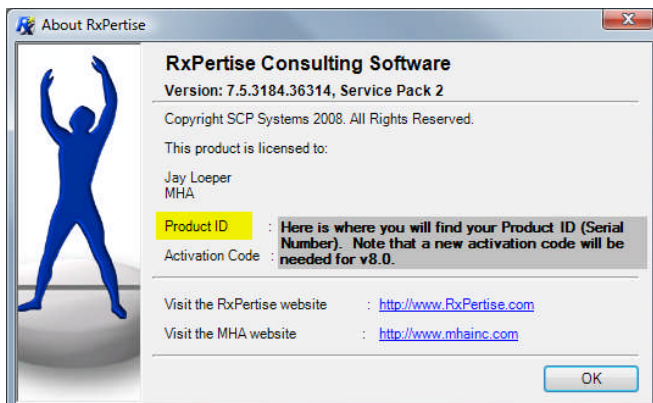 About RxPertise
RxPertise Consulting Software
Version: 7.5.3184.36314, Service Pack 2
Copyright SCP Systems 2008. All Rights Reserved.
This product is licensed to:
Jay Loeper
MHA
Product ID : Here is where you will find your Product ID (Serial
Number). Note that a new activation code will be
Activation Code : needed for v8.0.
Visit the RxPertise website : http://www.RxPertise.com
Visit the MHA website : http://www.mhainc.com
OK